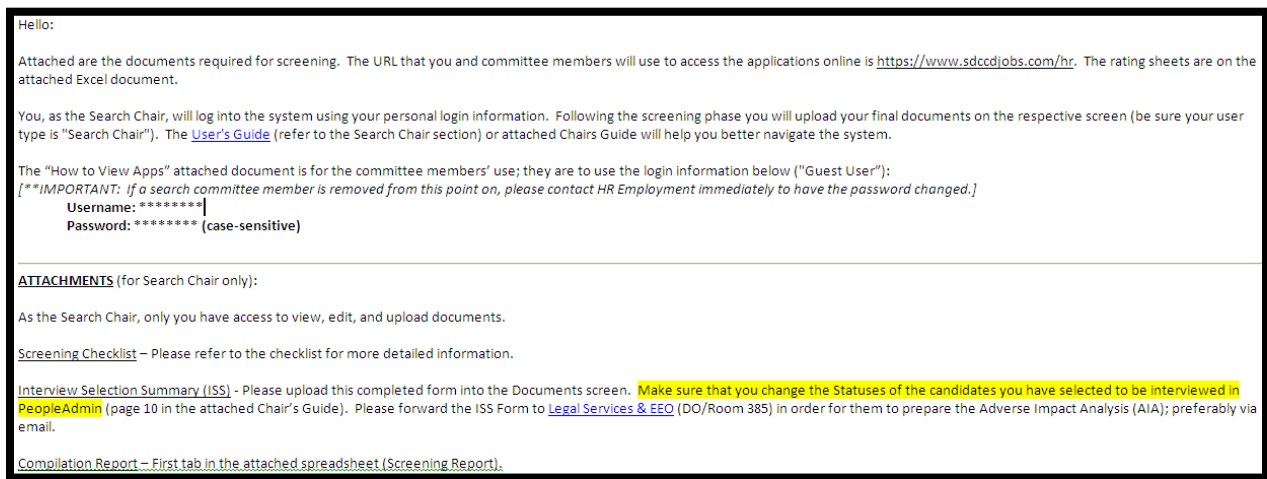 Hello:
Attached are the documents required for screening.  The URL that you and committee members will use to access the applications online is https://www.sdccdjobs.com/hr.  The rating sheets are on the
attached Excel document.
You, as the Search Chair, will log into the system using your personal login information.  Following the screening phase you will upload your final documents on the respective screen (be sure your user
type is "Search Chair").  The User's Guide (refer to the Search Chair section) or attached Chairs Guide will help you better navigate the system.
The “How to View Apps” attached document is for the committee members’ use; they are to use the login information below ("Guest User”):
[**IMPORTANT:  If a search committee member is removed from this point on, please contact HR Employment immediately to have the password changed.]
Username: ********
Password: ******** (case-sensitive)
ATTACHMENTS (for Search Chair only):
As the Search Chair, only you have access to view, edit, and upload documents.
Screening Checklist – Please refer to the checklist for more detailed information.
Interview Selection Summary (ISS) - Please upload this completed form into the Documents screen.  Make sure that you change the Statuses of the candidates you have selected to be interviewed in
PeopleAdmin (page 10 in the attached Chair’s Guide).  Please forward the ISS Form to Legal Services & EEO (DO/Room 385) in order for them to prepare the Adverse Impact Analysis (AIA); preferably via
email.
Compilation Report – First tab in the attached spreadsheet (Screening Report).